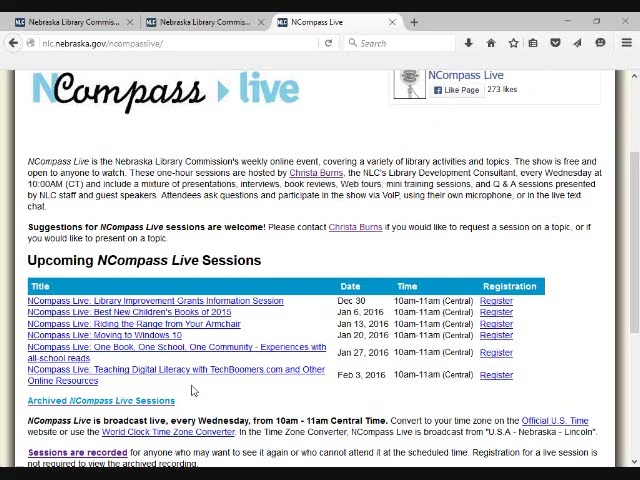 Nebraska Library Commis...
Nebraska Library Commiss...
NCompass Live
nlc.nebraska.gov/ncompasslive/
Search
NCompass live
NCompass Live
Like Page 273 likes
NCompass Live is the Nebraska Library Commission's weekly online event, covering a variety of library activities and topics. The show is free and
open to anyone to watch. These one-hour sessions are hosted by Christa Burns, the NLC's Library Development Consultant, every Wednesday at
10:00AM (CT) and include a mixture of presentations, interviews, book reviews, Web tours, mini training sessions, and Q & A sessions presented
by NLC staff and guest speakers. Attendees ask questions and participate in the show via VoIP, using their own microphone, or in the live text
chat.
Suggestions for NCompass Live sessions are welcome! Please contact Christa Burns if you would like to request a session on a topic, or if
you would like to present on a topic.
Upcoming NCompass Live Sessions
Title Date Time Registration
NCompass Live: Library Improvement Grants Information Session Dec 30 10am-11am (Central) Register
NCompass Live: Best New Children's Books of 2015 Jan 6, 2016 10am-11am (Central) Register
NCompass Live: Riding the Range from Your Armchair Jan 13, 2016 10am-11am (Central) Register
NCompass Live: Moving to Windows 10 Jan 20, 2016 10am-11am (Central) Register
NCompass Live: One Book, One School, One Community - Experiences with
all-school reads Jan 27, 2016 10am-11am (Central) Register
NCompass Live: Teaching Digital Literacy with TechBoomers.com and Other
Online Resources Feb 3, 2016 10am-11am (Central) Register
Archived NCompass Live Sessions
NCompass Live is broadcast live, every Wednesday, from 10am - 11am Central Time. Convert to your time zone on the Official U.S. Time
website or use the World Clock Time Zone Converter. In the Time Zone Converter, NCompass Live is broadcast from "U.S.A - Nebraska - Lincoln".
Sessions are recorded for anyone who may want to see it again or who cannot attend it at the scheduled time. Registration for a live session is
not required to view the archived recording.